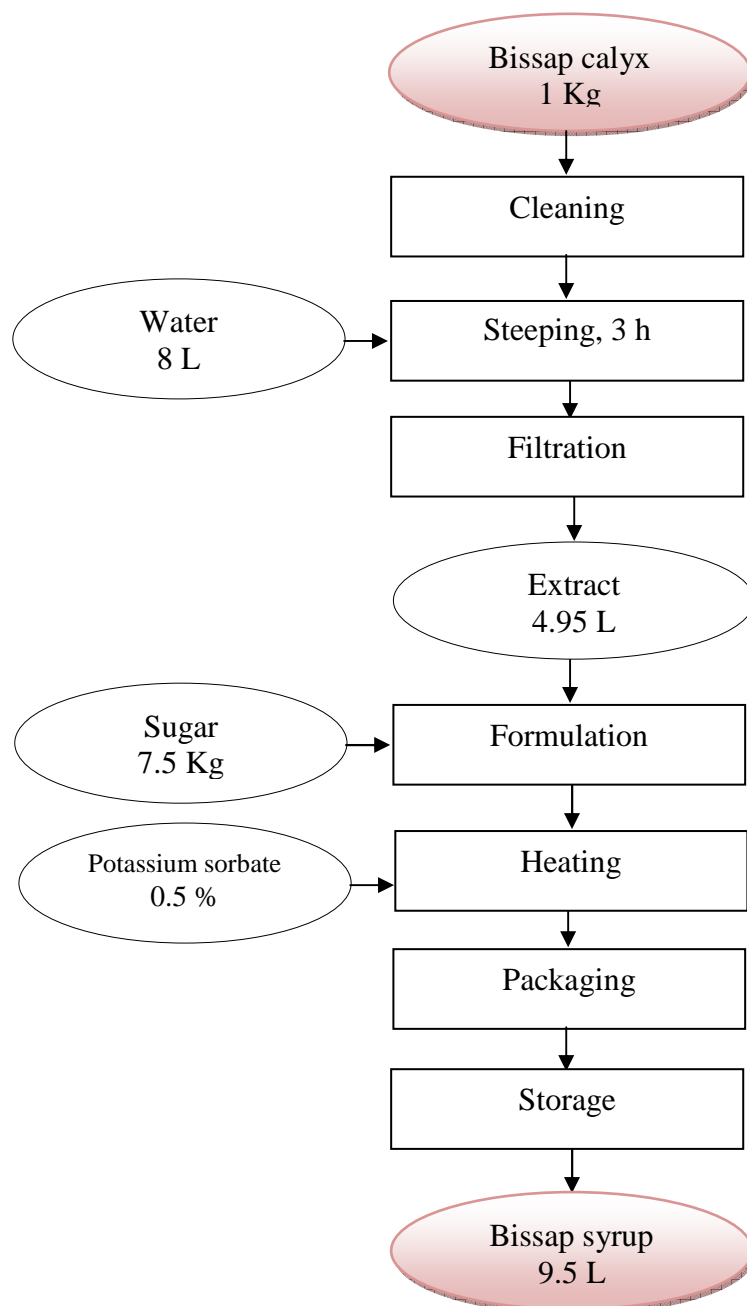 Bissap calyx
1 Kg
Cleaning
Water
8 L
Steeping, 3 h
Filtration
Extract
4.95 L
Sugar
7.5 Kg
Formulation
Potassium sorbate
0.5 %
Heating
Packaging
Storage
Bissap syrup
9.5 L